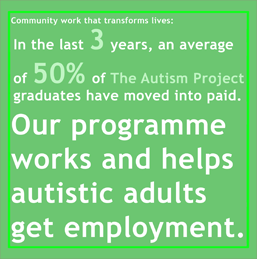 Community work that transforms lives:
In the last 3 years, an average
of 50% of The Autism Project
graduates have moved into paid.
Our programme
works and helps
autistic adults
get employment.